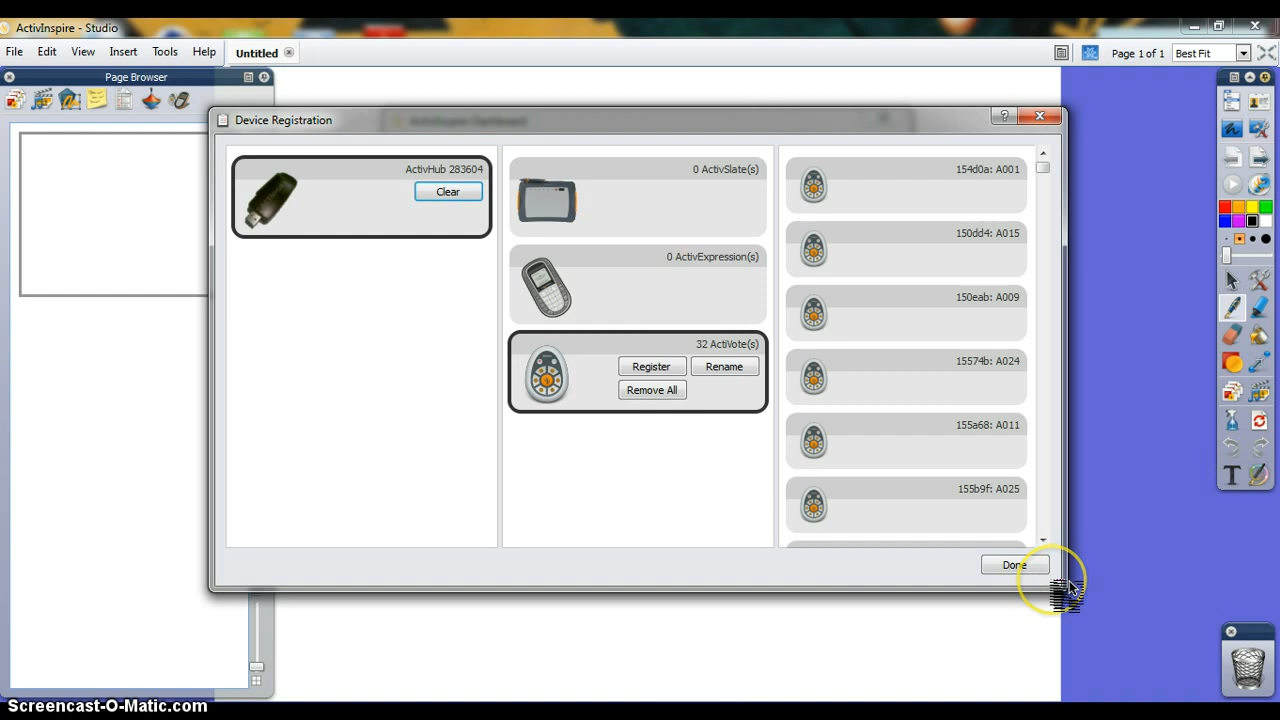 ActivInspire - Studio
File Edit View Insert Tools Help
Untitled
Page 1 of 1
Best Fit
Page Browser
Device Registration
ActivInspire Dashboard
?
ActivHub 283604
Clear
0 ActivSlate(s)
0 ActivExpression(s)
32 ActiVote(s)
Register
Rename
Remove All
154d0a: A001
150dd4: A015
150eab: A009
15574b: A024
155a68: A011
155b9f: A025
Done
T
Screencast-O-Matic.com